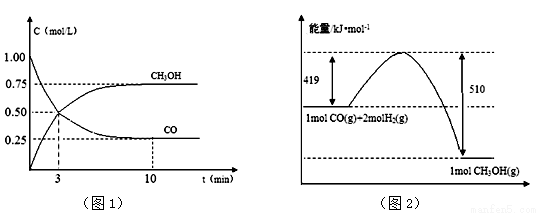 C (mol/L)
1.00
0.75
0.50
0.25
CH₃OH
CO
3
10
t (min)
(图1)
能量/kJ•mol⁻¹
419
510
1mol CO(g)+2molH₂(g)
1mol CH₃OH(g)
(图2)